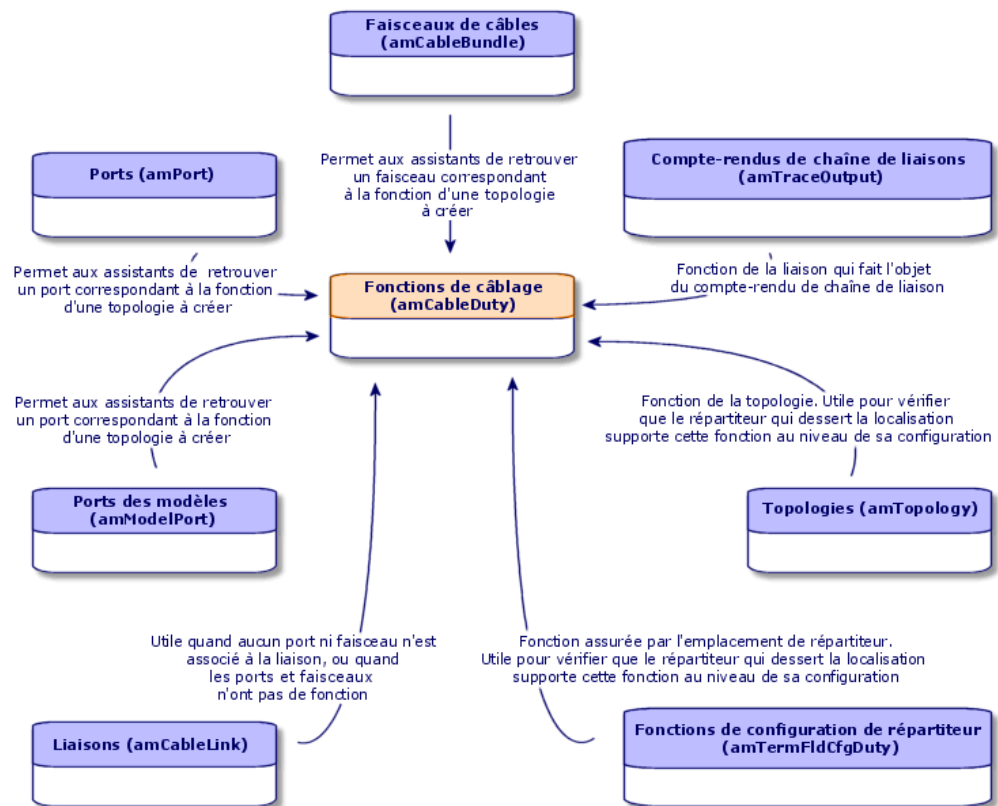 Faisceaux de câbles
(amCableBundle)
Permet aux assistants de retrouver
un faisceau correspondant
à la fonction d'une topologie
à créer
Ports (amPort)
Compte-rendus de chaîne de liaisons
(amTraceOutput)
Permet aux assistants de retrouver
un port correspondant à la fonction
d'une topologie à créer
Fonctions de câblage
(amCableDuty)
Fonction de la liaison qui fait l'objet
du compte-rendu de chaîne de liaison
Permet aux assistants de retrouver
un port correspondant à la fonction
d'une topologie à créer
Fonction de la topologie. Utile pour vérifier
que le répartiteur qui dessert la localisation
supporte cette fonction au niveau de sa configuration
Ports des modèles
(amModelPort)
Topologies (amTopology)
Utile quand aucun port ni faisceau n'est
associé à la liaison, ou quand
les ports et faisceaux
n'ont pas de fonction
Fonction assurée par l'emplacement de répartiteur.
Utile pour vérifier que le répartiteur qui dessert la localisation
supporte cette fonction au niveau de sa configuration
Liaisons (amCableLink)
Fonctions de configuration de répartiteur
(amTermFldCfgDuty)